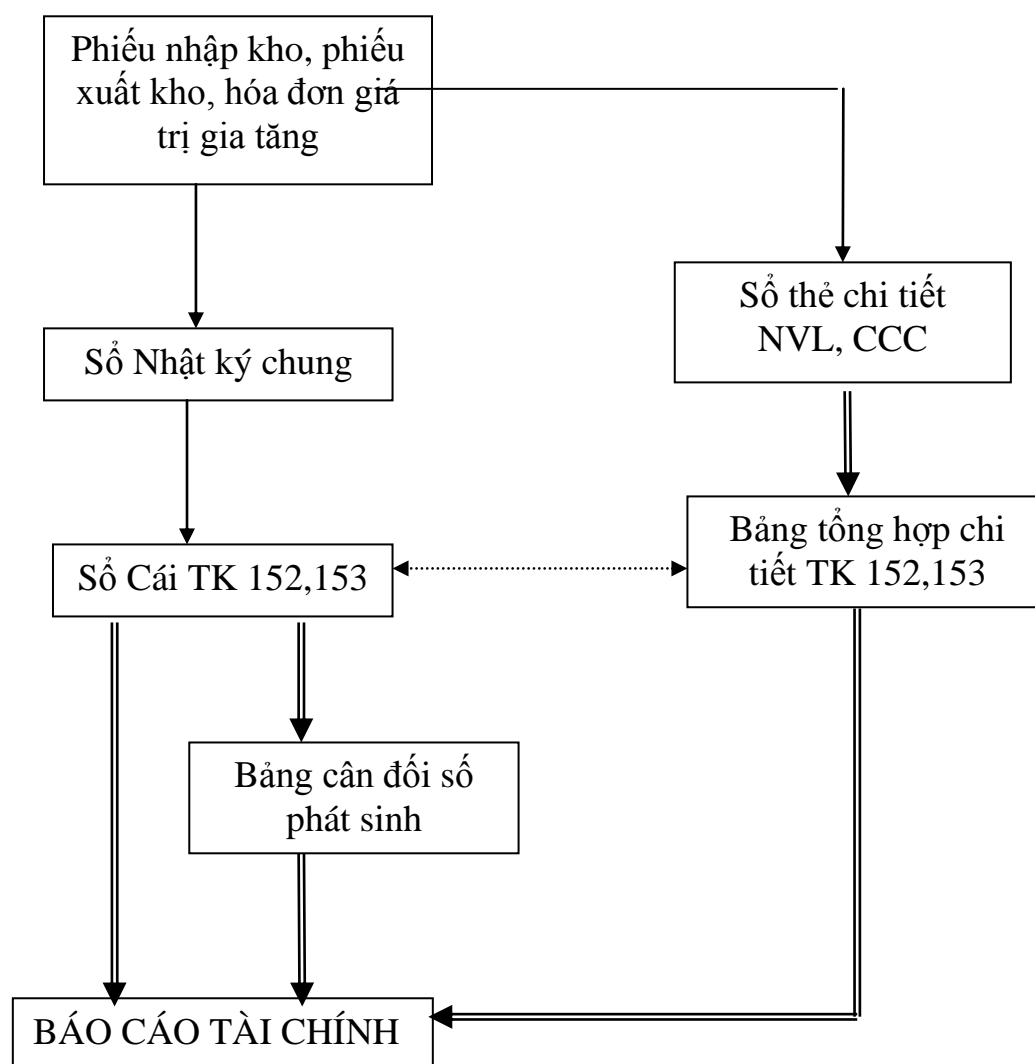 Phiếu nhập kho, phiếu
xuất kho, hóa đơn giá
trị gia tăng
Sổ thẻ chi tiết
NVL, CCC
Sổ Nhật ký chung
Bảng tổng hợp chi
tiết TK 152,153
Sổ Cái TK 152,153
Bảng cân đối số
phát sinh
BÁO CÁO TÀI CHÍNH